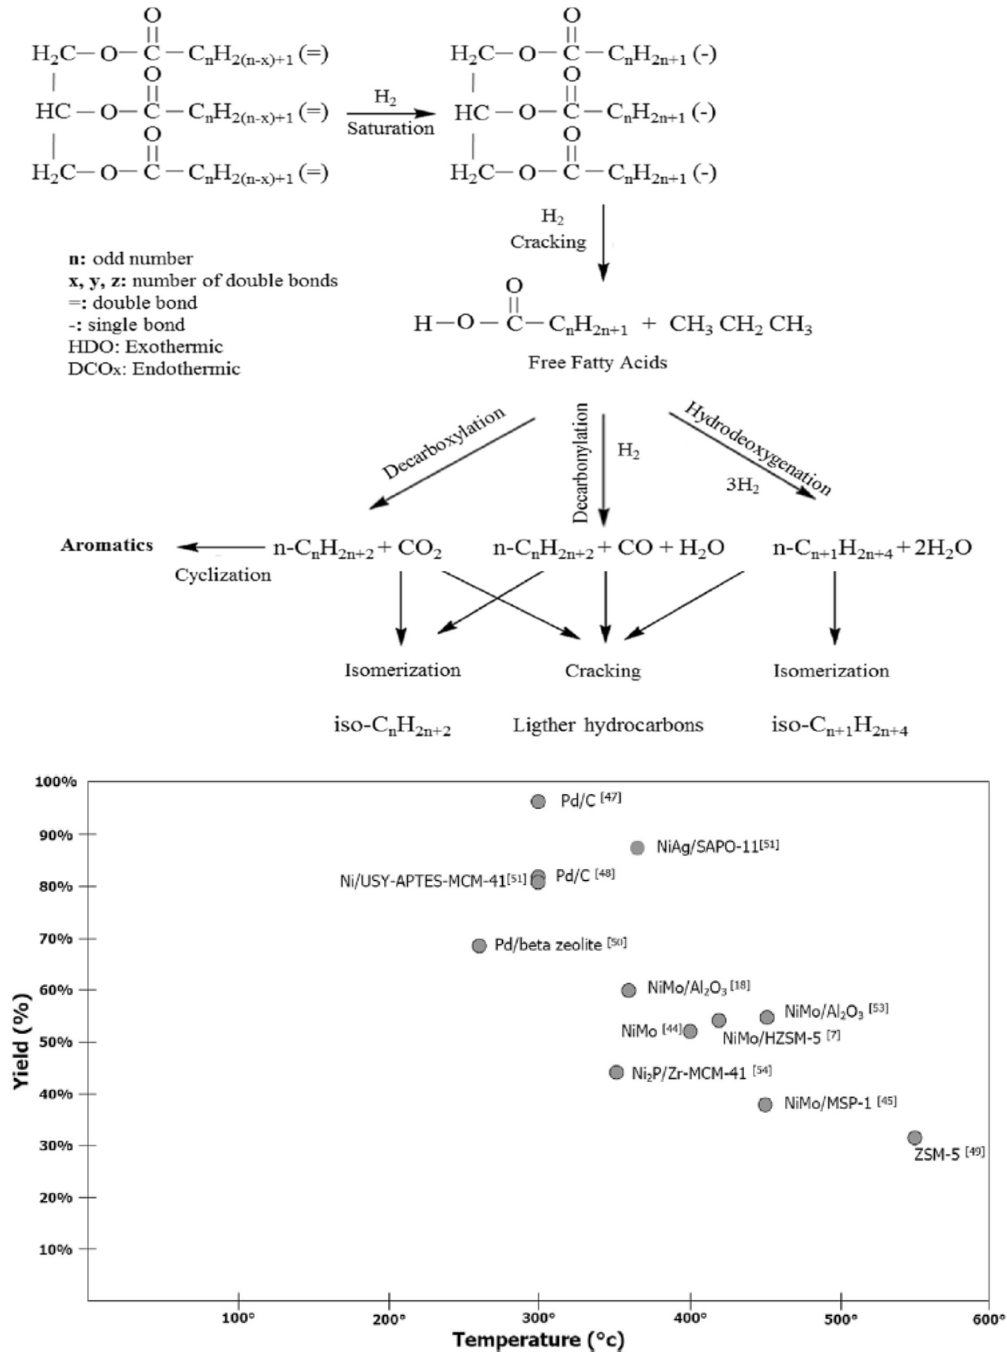 O O
H₂C–O–C–CₙH₂₍ₙ₋ₓ₎₊₁ (=) H₂C–O–C–CₙH₂ₙ₊₁ (-)
O O
HC–O–C–CₙH₂₍ₙ₋ₓ₎₊₁ (=) H₂ Saturation HC–O–C–CₙH₂ₙ₊₁ (-)
O O
H₂C–O–C–CₙH₂₍ₙ₋ₓ₎₊₁ (=) H₂C–O–C–CₙH₂ₙ₊₁ (-)
H₂
Cracking
n: odd number
x, y, z: number of double bonds
=: double bond
-: single bond
HDO: Exothermic
DCOx: Endothermic
O
H–O–C–CₙH₂ₙ₊₁ + CH₃ CH₂ CH₃
Free Fatty Acids
Decarboxylation
Decarbonylation
H₂
Hydrodeoxygenation
3H₂
Aromatics
Cyclization
n-CₙH₂ₙ₊₂ + CO₂
n-CₙH₂ₙ₊₂ + CO + H₂O
n-Cₙ₊₁H₂ₙ₊₄ + 2H₂O
Isomerization Cracking Isomerization
iso-CₙH₂ₙ₊₂ Ligther hydrocarbons iso-Cₙ₊₁H₂ₙ₊₄
100%
90%
80%
70%
60%
50%
40%
30%
20%
10%
Yield (%)
Pd/C [47]
NiAg/SAPO-11[51]
Ni/USY-APTES-MCM-41[51]
Pd/C [48]
Pd/beta zeolite [50]
NiMo/Al₂O₃ [18]
NiMo/Al₂O₃ [53]
NiMo [44]
NiMo/HZSM-5 [7]
Ni₂P/Zr-MCM-41 [54]
NiMo/MSP-1 [45]
ZSM-5 [49]
100° 200° 300° 400° 500° 600°
Temperature (°c)